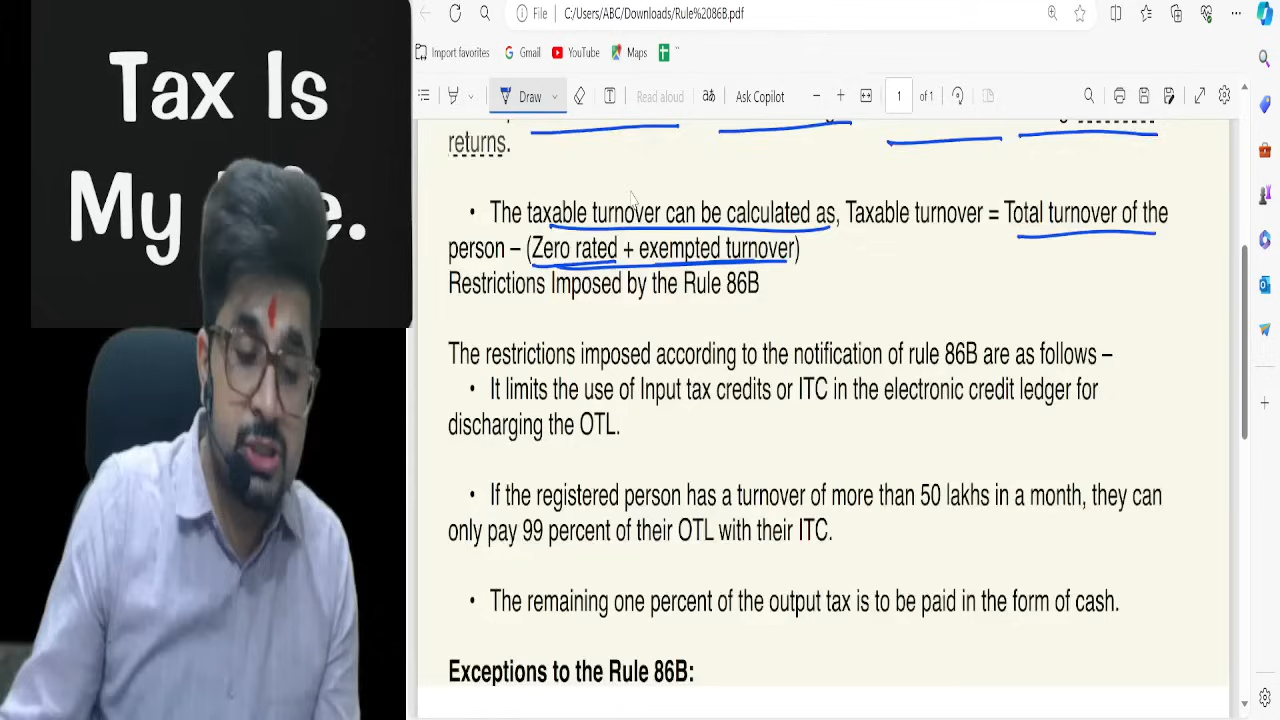 Tax Is
My
e.
File
C:/Users/ABC/Downloads/Rule%2086B.pdf
Import favorites
Gmail
YouTube
Maps
Draw
Read aloud
Ask Copilot
1
of 1
returns.
• The taxable turnover can be calculated as, Taxable turnover = Total turnover of the
person – (Zero rated + exempted turnover)
Restrictions Imposed by the Rule 86B
The restrictions imposed according to the notification of rule 86B are as follows –
• It limits the use of Input tax credits or ITC in the electronic credit ledger for
discharging the OTL.
• If the registered person has a turnover of more than 50 lakhs in a month, they can
only pay 99 percent of their OTL with their ITC.
• The remaining one percent of the output tax is to be paid in the form of cash.
Exceptions to the Rule 86B: